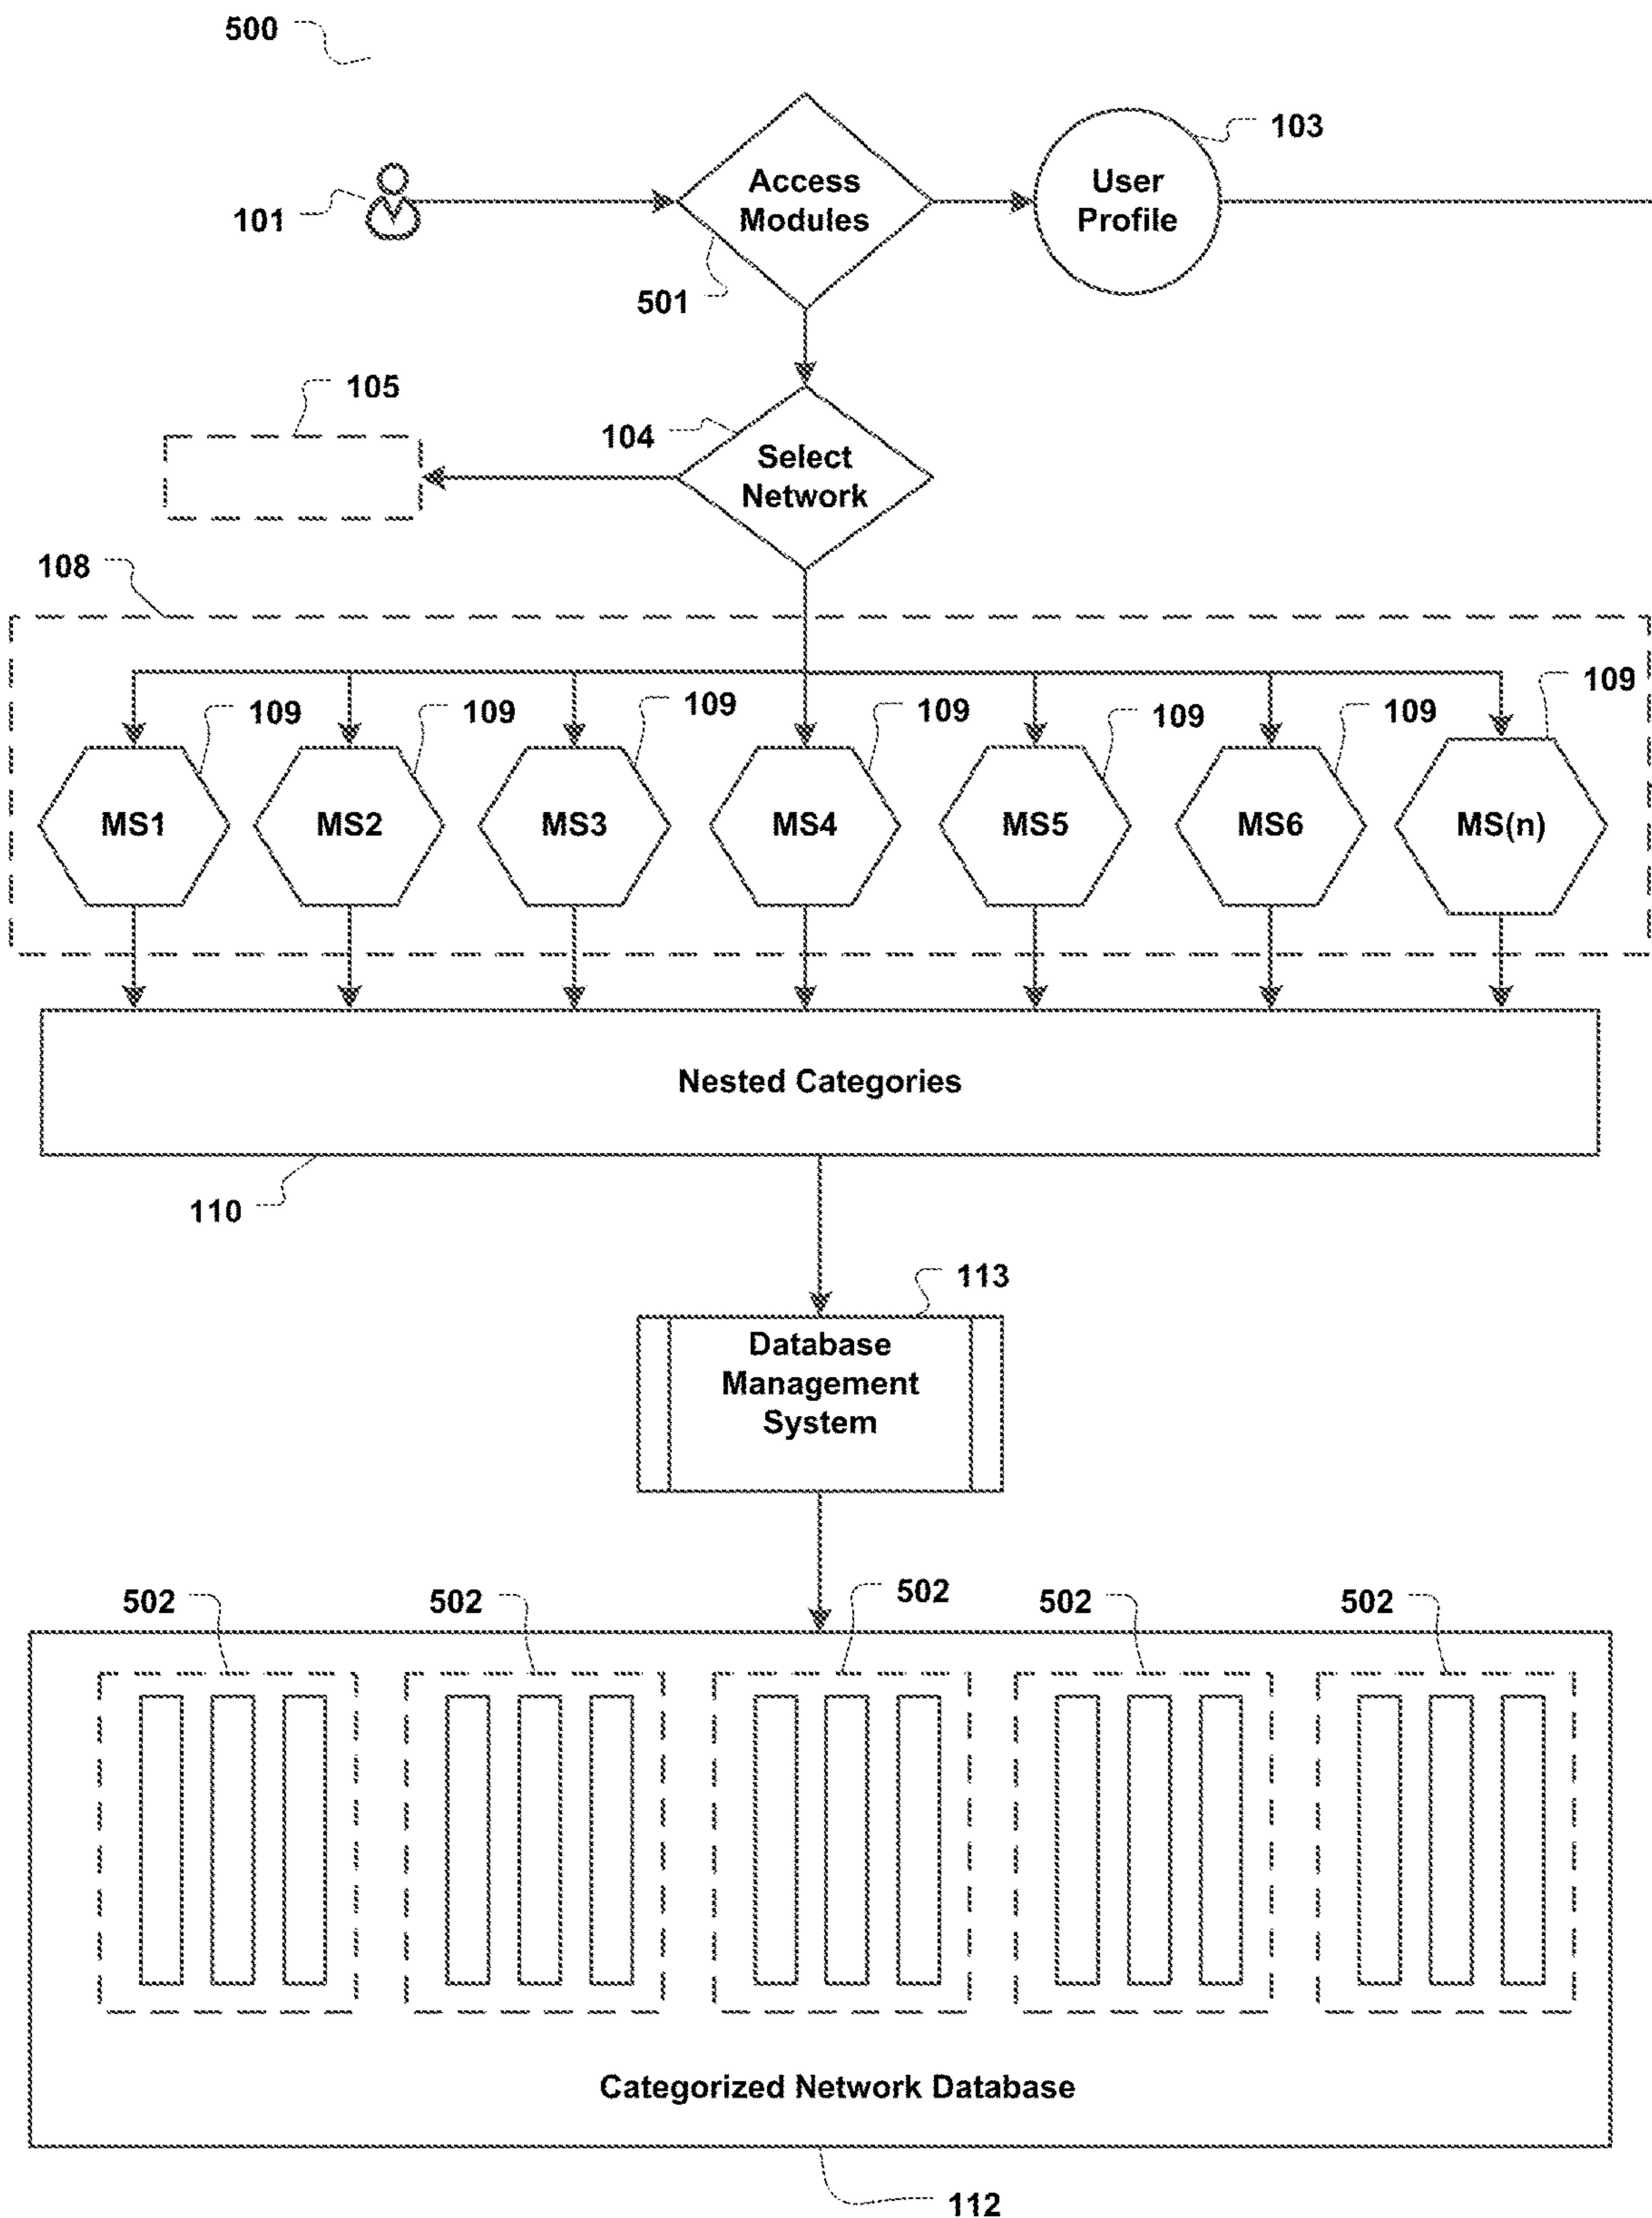 500
103
Access
Modules
User
Profile
101
501
105
104
Select
Network
108
109
109
109
109
109
109
109
MS1
MS2
MS3
MS4
MS5
MS6
MS(n)
Nested Categories
110
113
Database
Management
System
502
502
502
502
502
Categorized Network Database
112